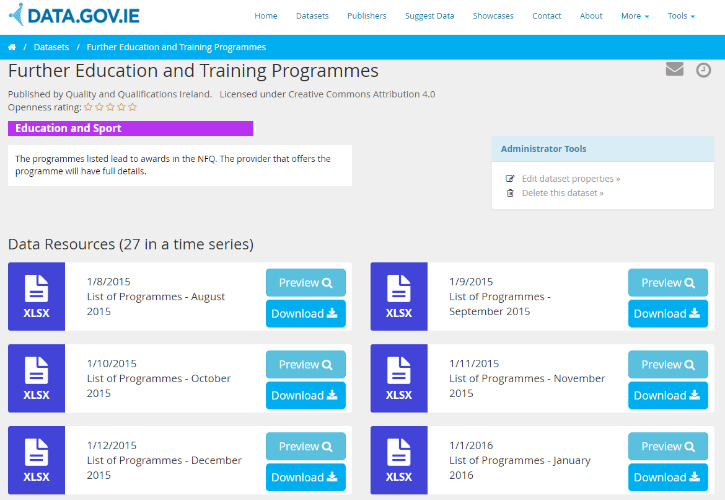 DATA.GOV.IE
Home Datasets Publishers Suggest Data Showcases Contact About More Tools
/ Datasets / Further Education and Training Programmes
Further Education and Training Programmes
Published by Quality and Qualifications Ireland. Licensed under Creative Commons Attribution 4.0
Openness rating:
Education and Sport
The programmes listed lead to awards in the NFQ. The provider that offers the
programme will have full details.
Administrator Tools
Edit dataset properties »
Delete this dataset »
Data Resources (27 in a time series)
XLSX
1/8/2015
List of Programmes - August
2015
Preview
Download
XLSX
1/9/2015
List of Programmes -
September 2015
Preview
Download
XLSX
1/10/2015
List of Programmes - October
2015
Preview
Download
XLSX
1/11/2015
List of Programmes - November
2015
Preview
Download
XLSX
1/12/2015
List of Programmes - December
2015
Preview
Download
XLSX
1/1/2016
List of Programmes - January
2016
Preview
Download